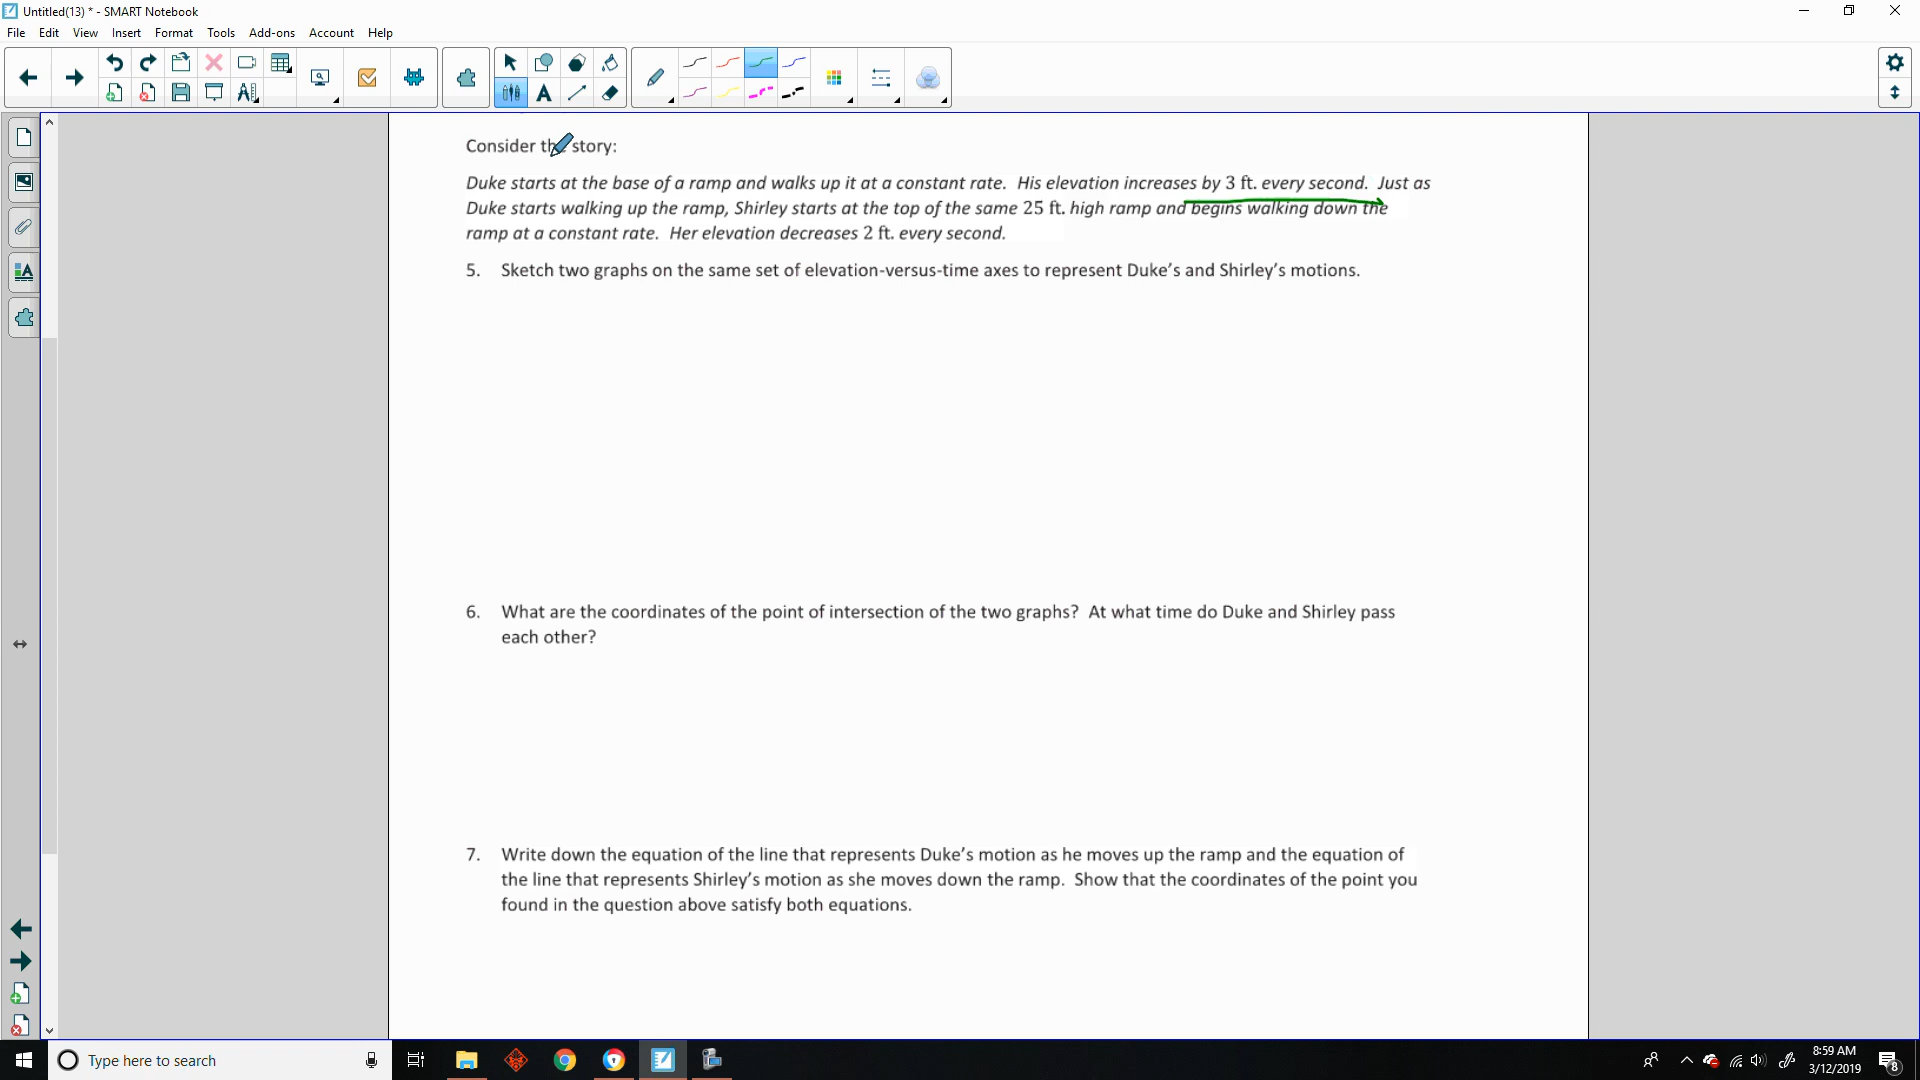 Untitled(13) * - SMART Notebook
File Edit View Insert Format Tools Add-ons Account Help
Consider the story:
Duke starts at the base of a ramp and walks up it at a constant rate. His elevation increases by 3 ft. every second. Just as
Duke starts walking up the ramp, Shirley starts at the top of the same 25 ft. high ramp and begins walking down the
ramp at a constant rate. Her elevation decreases 2 ft. every second.
5. Sketch two graphs on the same set of elevation-versus-time axes to represent Duke's and Shirley's motions.
6. What are the coordinates of the point of intersection of the two graphs? At what time do Duke and Shirley pass
each other?
7. Write down the equation of the line that represents Duke's motion as he moves up the ramp and the equation of
the line that represents Shirley's motion as she moves down the ramp. Show that the coordinates of the point you
found in the question above satisfy both equations.
Type here to search
8:59 AM
3/12/2019
8